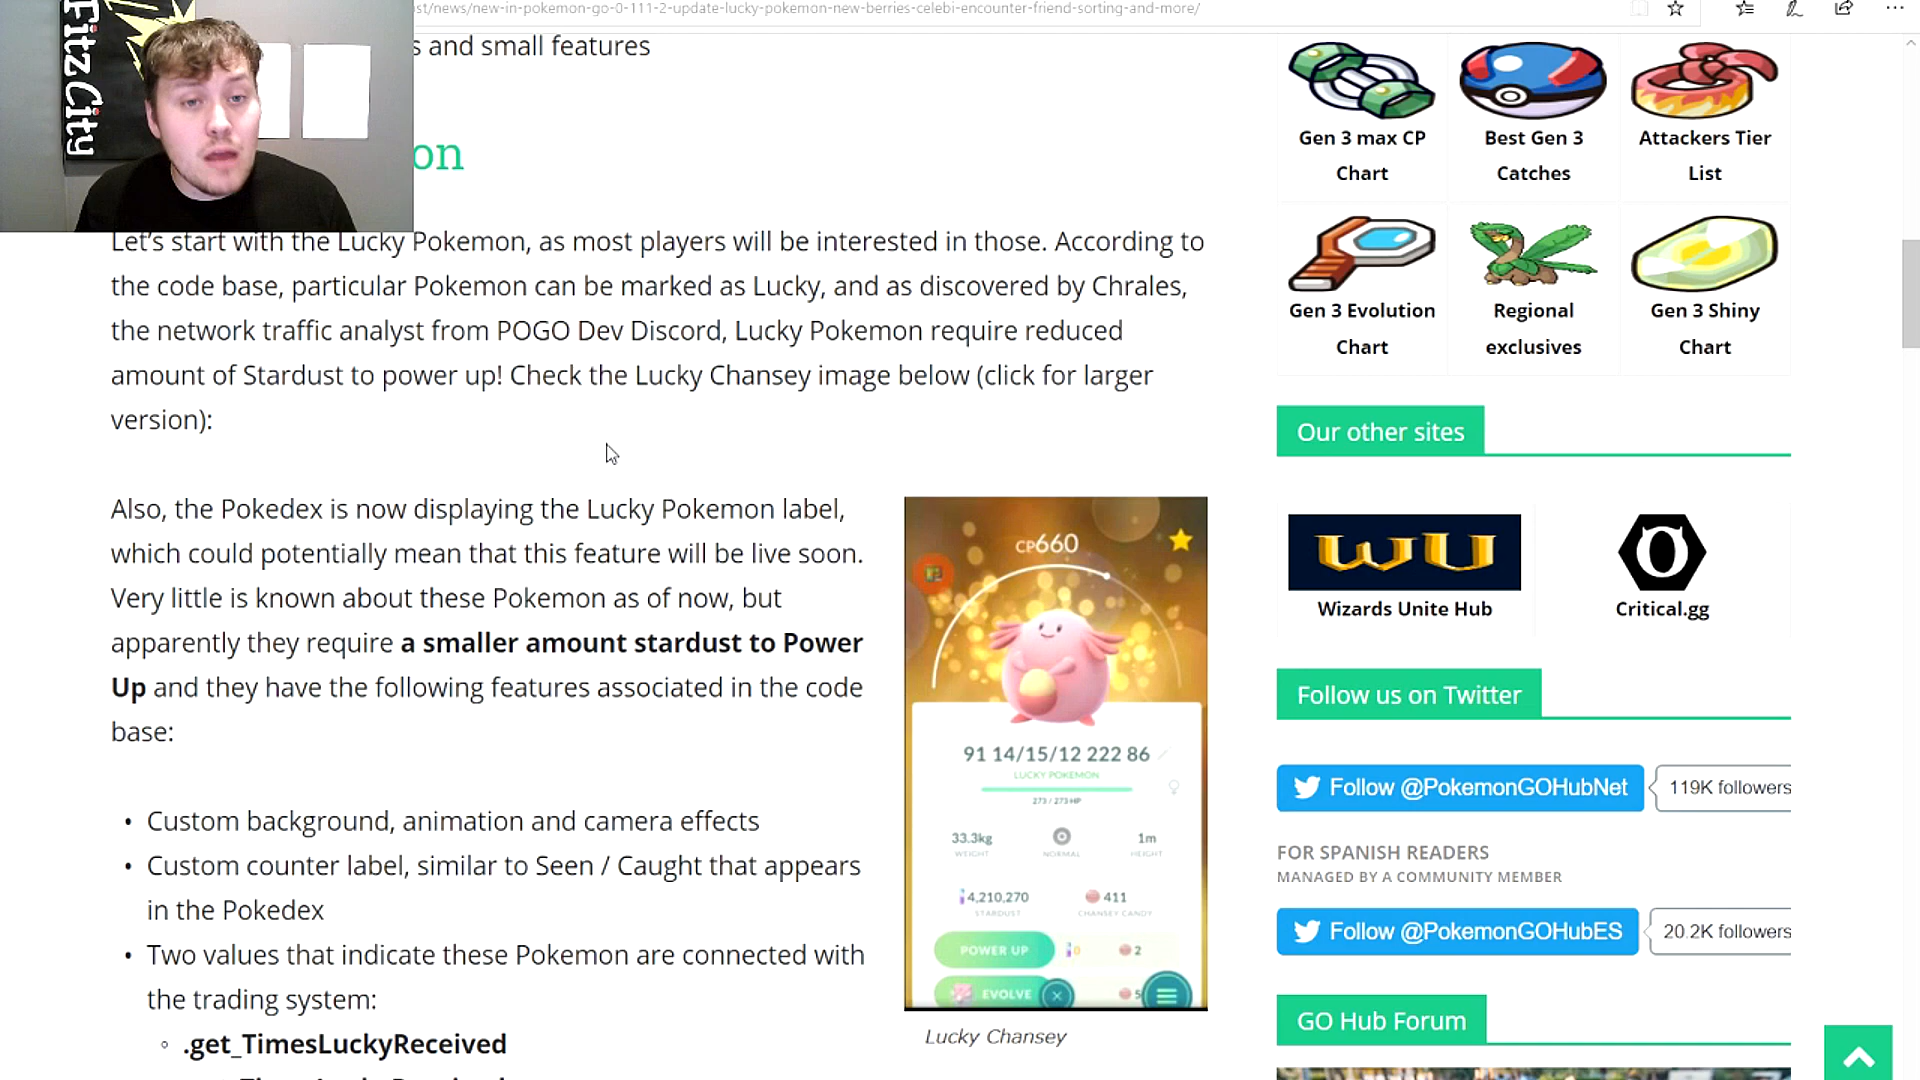 st/news/new-in-pokemon-go-0-111-2-update-lucky-pokemon-new-berries-celebi-encounter-friend-sorting-and-more/
FitzCity
s and small features
on
Let's start with the Lucky Pokemon, as most players will be interested in those. According to
the code base, particular Pokemon can be marked as Lucky, and as discovered by Chrales,
the network traffic analyst from POGO Dev Discord, Lucky Pokemon require reduced
amount of Stardust to power up! Check the Lucky Chansey image below (click for larger
version):
Also, the Pokedex is now displaying the Lucky Pokemon label,
which could potentially mean that this feature will be live soon.
Very little is known about these Pokemon as of now, but
apparently they require a smaller amount stardust to Power
Up and they have the following features associated in the code
base:
• Custom background, animation and camera effects
• Custom counter label, similar to Seen / Caught that appears
in the Pokedex
• Two values that indicate these Pokemon are connected with
the trading system:
◦ .get_TimesLuckyReceived
CP660
91 14/15/12 222 86
LUCKY POKEMON
273 / 273 HP
33.3kg
WEIGHT
NORMAL
1m
HEIGHT
4,210,270
STARDUST
411
CHANSEY CANDY
POWER UP
0
2
EVOLVE
5
Lucky Chansey
Gen 3 max CP
Chart
Best Gen 3
Catches
Attackers Tier
List
Gen 3 Evolution
Chart
Regional
exclusives
Gen 3 Shiny
Chart
Our other sites
WU
Wizards Unite Hub
Critical.gg
Follow us on Twitter
Follow @PokemonGOHubNet
119K followers
FOR SPANISH READERS
MANAGED BY A COMMUNITY MEMBER
Follow @PokemonGOHubES
20.2K followers
GO Hub Forum